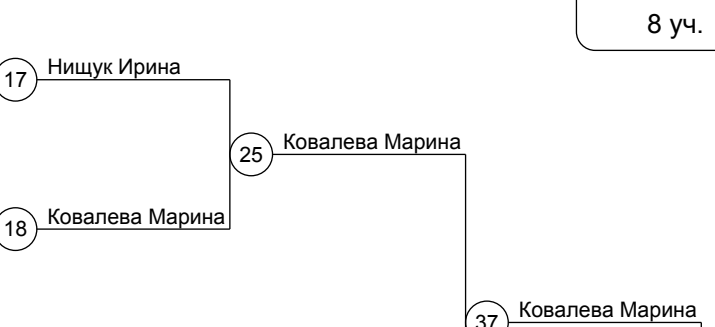 8 уч.
17 Нищук Ирина
25 Ковалева Марина
18 Ковалева Марина
37 Ковалева Марина